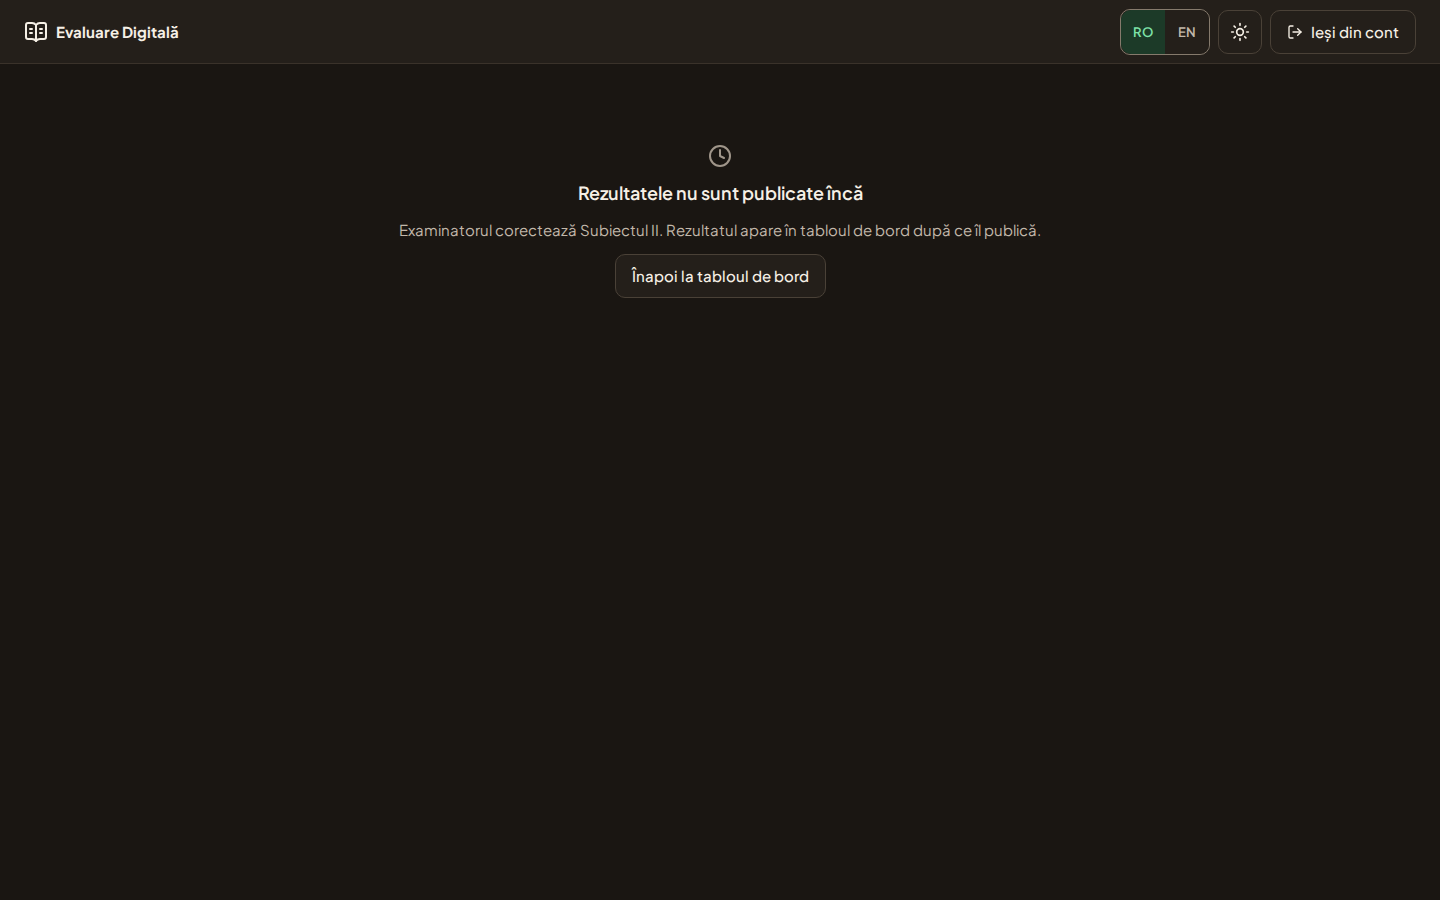 Evaluare Digitală
RO EN Ieși din cont
Rezultatele nu sunt publicate încă
Examinatorul corectează Subiectul II. Rezultatul apare în tabloul de bord după ce îl publică.
Înapoi la tabloul de bord